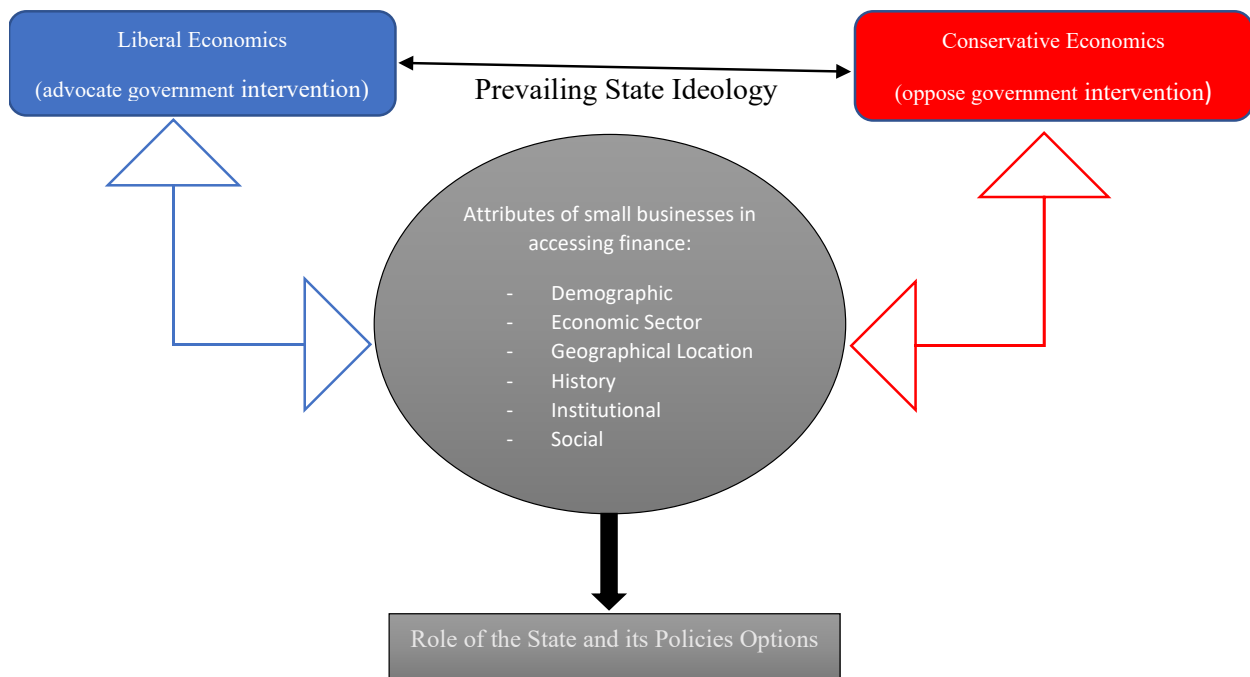 Liberal Economics
(advocate government intervention)
Conservative Economics
(oppose government intervention)
Prevailing State Ideology
Attributes of small businesses in
accessing finance:
- Demographic
- Economic Sector
- Geographical Location
- History
- Institutional
- Social
Role of the State and its Policies Options